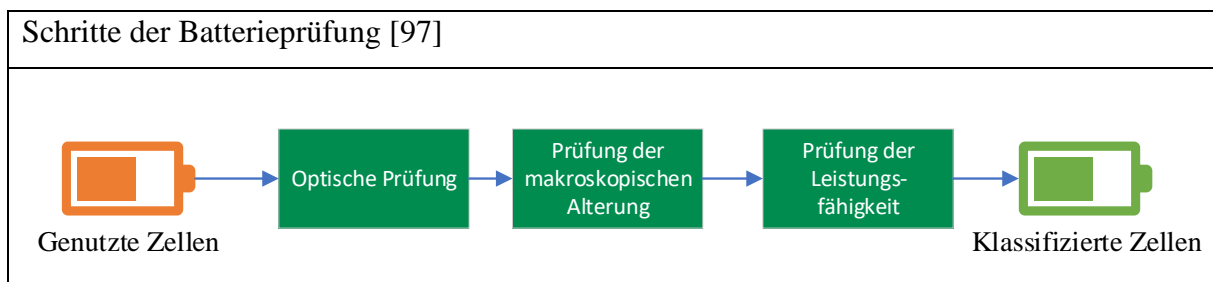 Schritte der Batterieprüfung [97]
Optische Prüfung
Prüfung der
makroskopischen
Alterung
Prüfung der
Leistungs-
fähigkeit
Genutzte Zellen
Klassifizierte Zellen